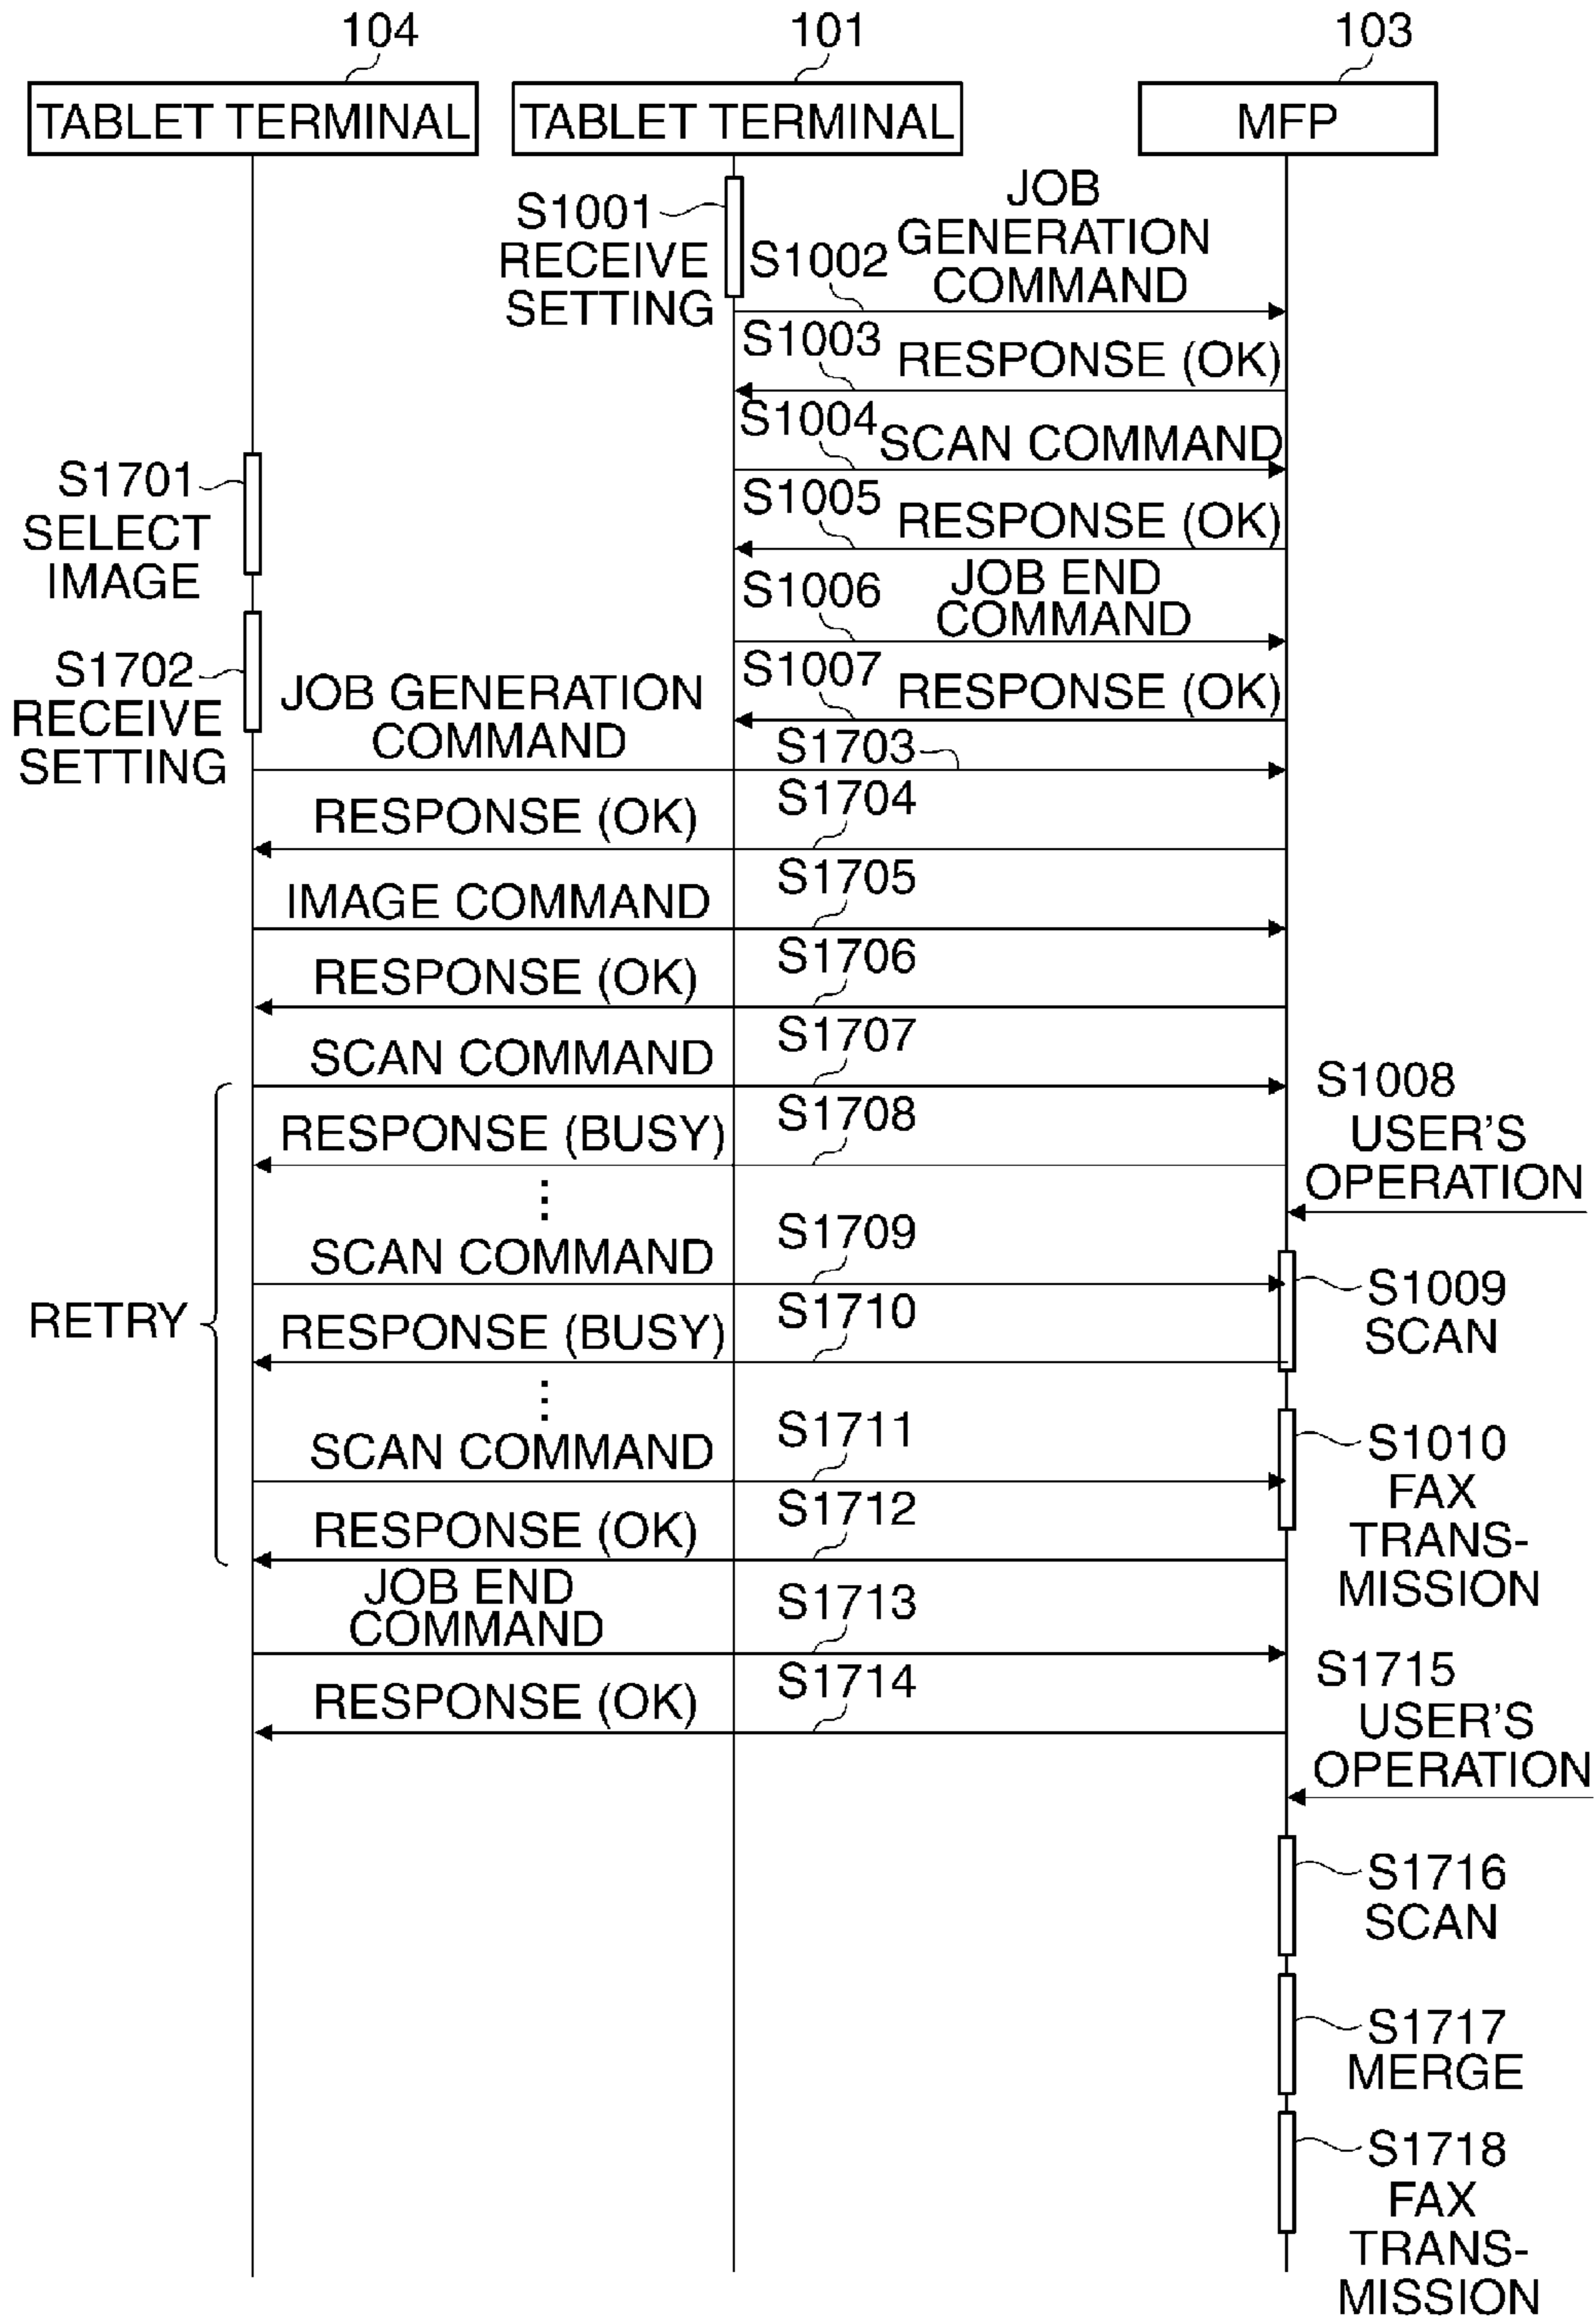 104
101
103
TABLET TERMINAL
TABLET TERMINAL
MFP
S1001
RECEIVE
SETTING
S1002
JOB
GENERATION
COMMAND
S1003
RESPONSE (OK)
S1004
SCAN COMMAND
S1701
SELECT
IMAGE
S1005
RESPONSE (OK)
S1006
JOB END
COMMAND
S1702
RECEIVE
SETTING
S1007
RESPONSE (OK)
JOB GENERATION
COMMAND
S1703
RESPONSE (OK)
S1704
IMAGE COMMAND
S1705
RESPONSE (OK)
S1706
SCAN COMMAND
S1707
S1008
USER'S
OPERATION
RESPONSE (BUSY)
S1708
⋮
SCAN COMMAND
S1709
S1009
SCAN
RETRY
RESPONSE (BUSY)
S1710
⋮
SCAN COMMAND
S1711
S1010
FAX
TRANS-
MISSION
RESPONSE (OK)
S1712
JOB END
COMMAND
S1713
RESPONSE (OK)
S1714
S1715
USER'S
OPERATION
S1716
SCAN
S1717
MERGE
S1718
FAX
TRANS-
MISSION